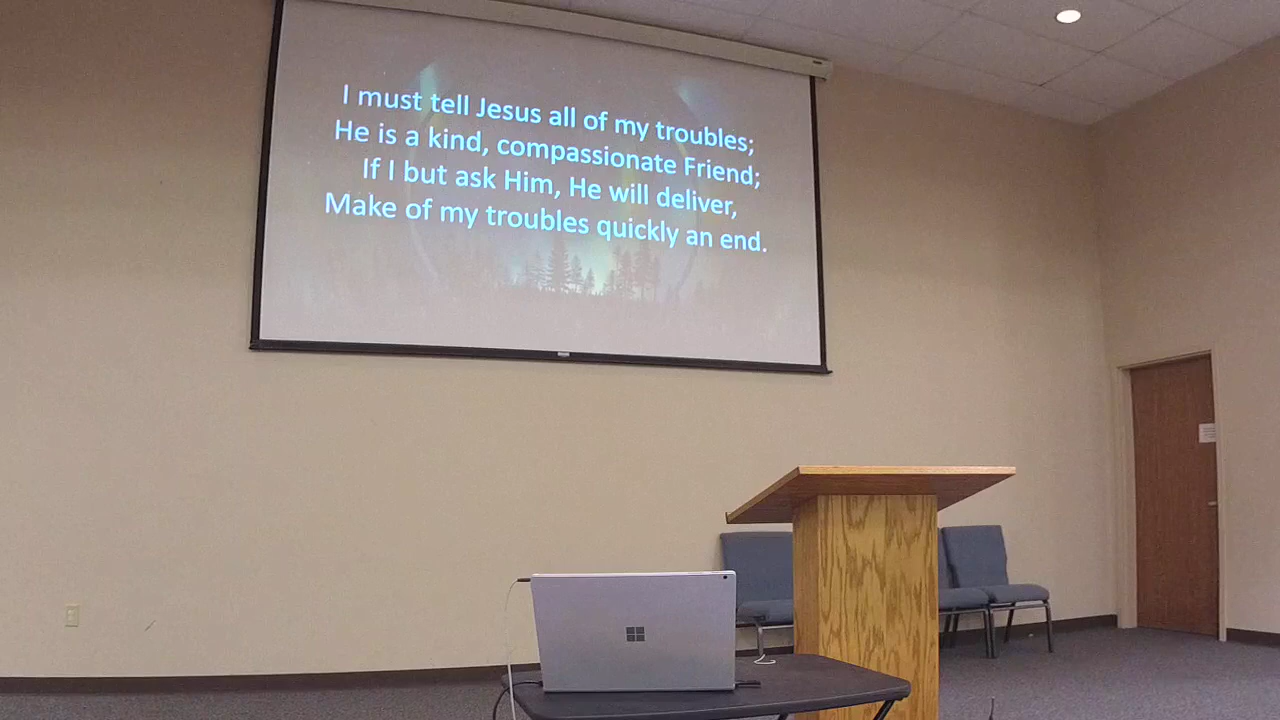 I must tell Jesus all of my troubles;
He is a kind, compassionate Friend;
If I but ask Him, He will deliver,
Make of my troubles quickly an end.